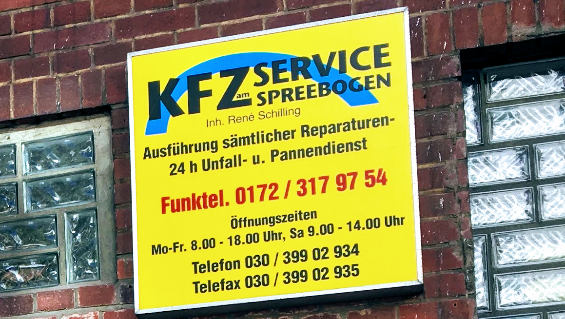 KFZ am SERVICE
SPREEBOGEN
Inh. René Schilling
Ausführung sämtlicher Reparaturen-
24 h Unfall- u. Pannendienst
Funktel. 0172 / 317 97 54
Öffnungszeiten
Mo-Fr. 8.00 - 18.00 Uhr, Sa 9.00 - 14.00 Uhr
Telefon 030 / 399 02 934
Telefax 030 / 399 02 935